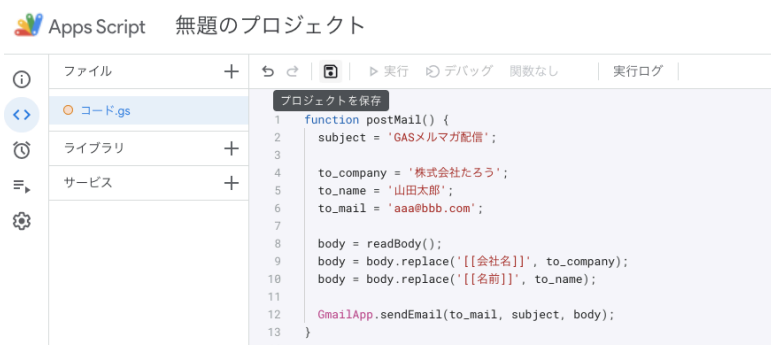 Apps Script 無題のプロジェクト
ファイル
実行 デバッグ 関数なし 実行ログ
コード.gs
プロジェクトを保存
ライブラリ
サービス
1 function postMail() {
2 subject = 'GASメルマガ配信';
3
4 to_company = '株式会社たろう';
5 to_name = '山田太郎';
6 to_mail = 'aaa@bbb.com';
7
8 body = readBody();
9 body = body.replace('[[会社名]]', to_company);
10 body = body.replace('[[名前]]', to_name);
11
12 GmailApp.sendEmail(to_mail, subject, body);
13 }